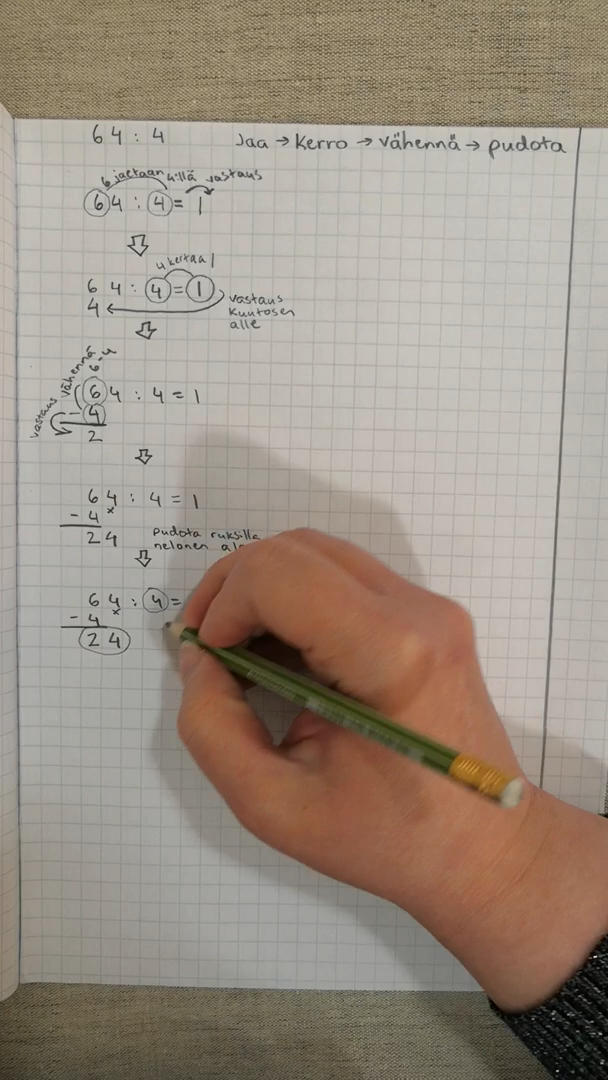 64 : 4
Jaa → kerro → vähennä → pudota
6 jaetaan 4:llä vastaus
64 : 4 = 1
4 kertaa 1
64 : 4 = 1
4
vastaus
kuutosen
alle
vähennä
6-4
vastaus
64 : 4 = 1
- 4
2
64 : 4 = 1
- 4 x
24
pudota ruksilla
nelonen
64 : 4 =
- 4 x
24